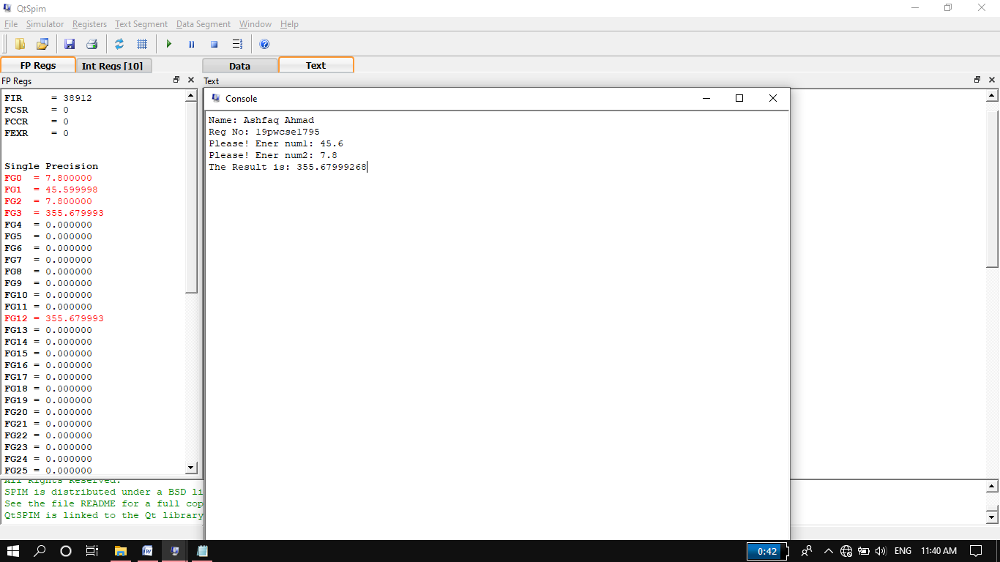 QtSpim
File Simulator Registers Text Segment Data Segment Window Help
FP Regs Int Regs [10] Data Text
FP Regs Text
FIR = 38912
FCSR = 0
FCCR = 0
FEXR = 0
Single Precision
FG0 = 7.800000
FG1 = 45.599998
FG2 = 7.800000
FG3 = 355.679993
FG4 = 0.000000
FG5 = 0.000000
FG6 = 0.000000
FG7 = 0.000000
FG8 = 0.000000
FG9 = 0.000000
FG10 = 0.000000
FG11 = 0.000000
FG12 = 355.679993
FG13 = 0.000000
FG14 = 0.000000
FG15 = 0.000000
FG16 = 0.000000
FG17 = 0.000000
FG18 = 0.000000
FG19 = 0.000000
FG20 = 0.000000
FG21 = 0.000000
FG22 = 0.000000
FG23 = 0.000000
FG24 = 0.000000
FG25 = 0.000000
Console
Name: Ashfaq Ahmad
Reg No: 19pwcse1795
Please! Ener num1: 45.6
Please! Ener num2: 7.8
The Result is: 355.67999268
All Rights Reserved.
SPIM is distributed under a BSD li
See the file README for a full cop
QtSPIM is linked to the Qt library
0:42 ENG 11:40 AM